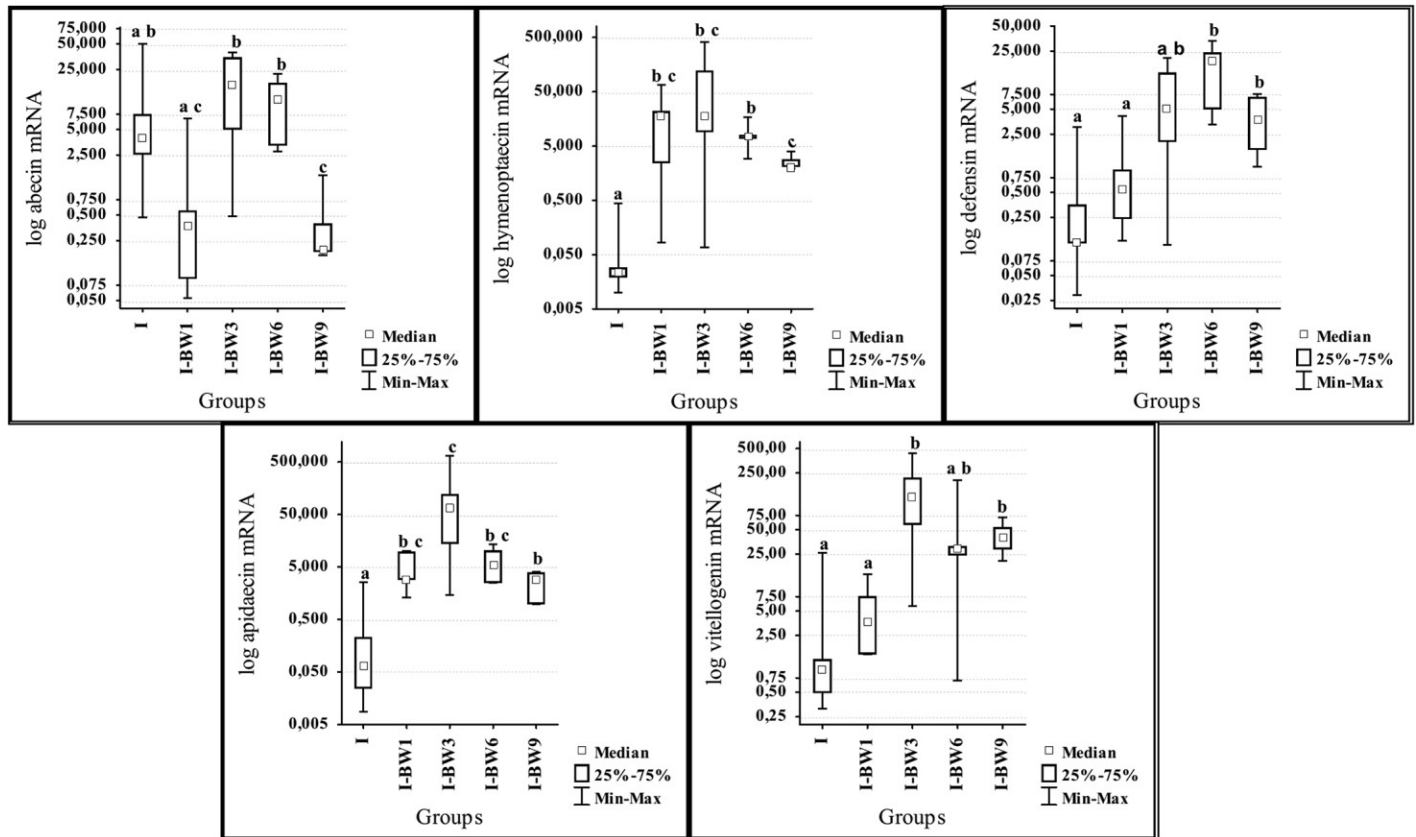 log abecin mRNA
75,000
50,000
25,000
7,500
5,000
2,500
0,750
0,500
0,250
0,075
0,050
a b
a c
b
b
c
I
I-BW1
I-BW3
I-BW6
I-BW9
Median
25%-75%
Min-Max
Groups
log hymenoptaecin mRNA
500,000
50,000
5,000
0,500
0,050
0,005
a
b c
b c
b
c
I
I-BW1
I-BW3
I-BW6
I-BW9
Median
25%-75%
Min-Max
Groups
log defensin mRNA
50,000
25,000
7,500
5,000
2,500
0,750
0,500
0,250
0,075
0,050
0,025
a
a
a b
b
b
I
I-BW1
I-BW3
I-BW6
I-BW9
Median
25%-75%
Min-Max
Groups
log apidaecin mRNA
500,000
50,000
5,000
0,500
0,050
0,005
a
b c
c
b c
b
I
I-BW1
I-BW3
I-BW6
I-BW9
Median
25%-75%
Min-Max
Groups
log vitellogenin mRNA
500,00
250,00
75,00
50,00
25,00
7,50
5,00
2,50
0,75
0,50
0,25
a
a
b
a b
b
I
I-BW1
I-BW3
I-BW6
I-BW9
Median
25%-75%
Min-Max
Groups